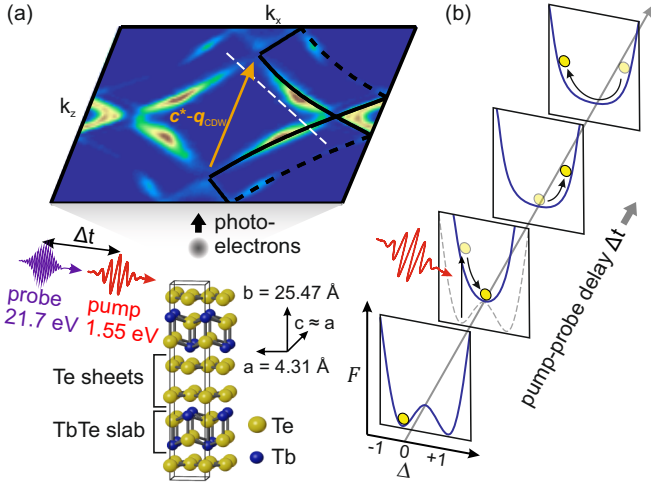 (a)
k_x
k_z
c*-q_CDW
photo-
electrons
Δt
probe
21.7 eV
pump
1.55 eV
b = 25.47 Å
c ≈ a
a = 4.31 Å
Te sheets
TbTe slab
Te
Tb
(b)
pump-probe delay Δt
F
-1 0 +1
Δ